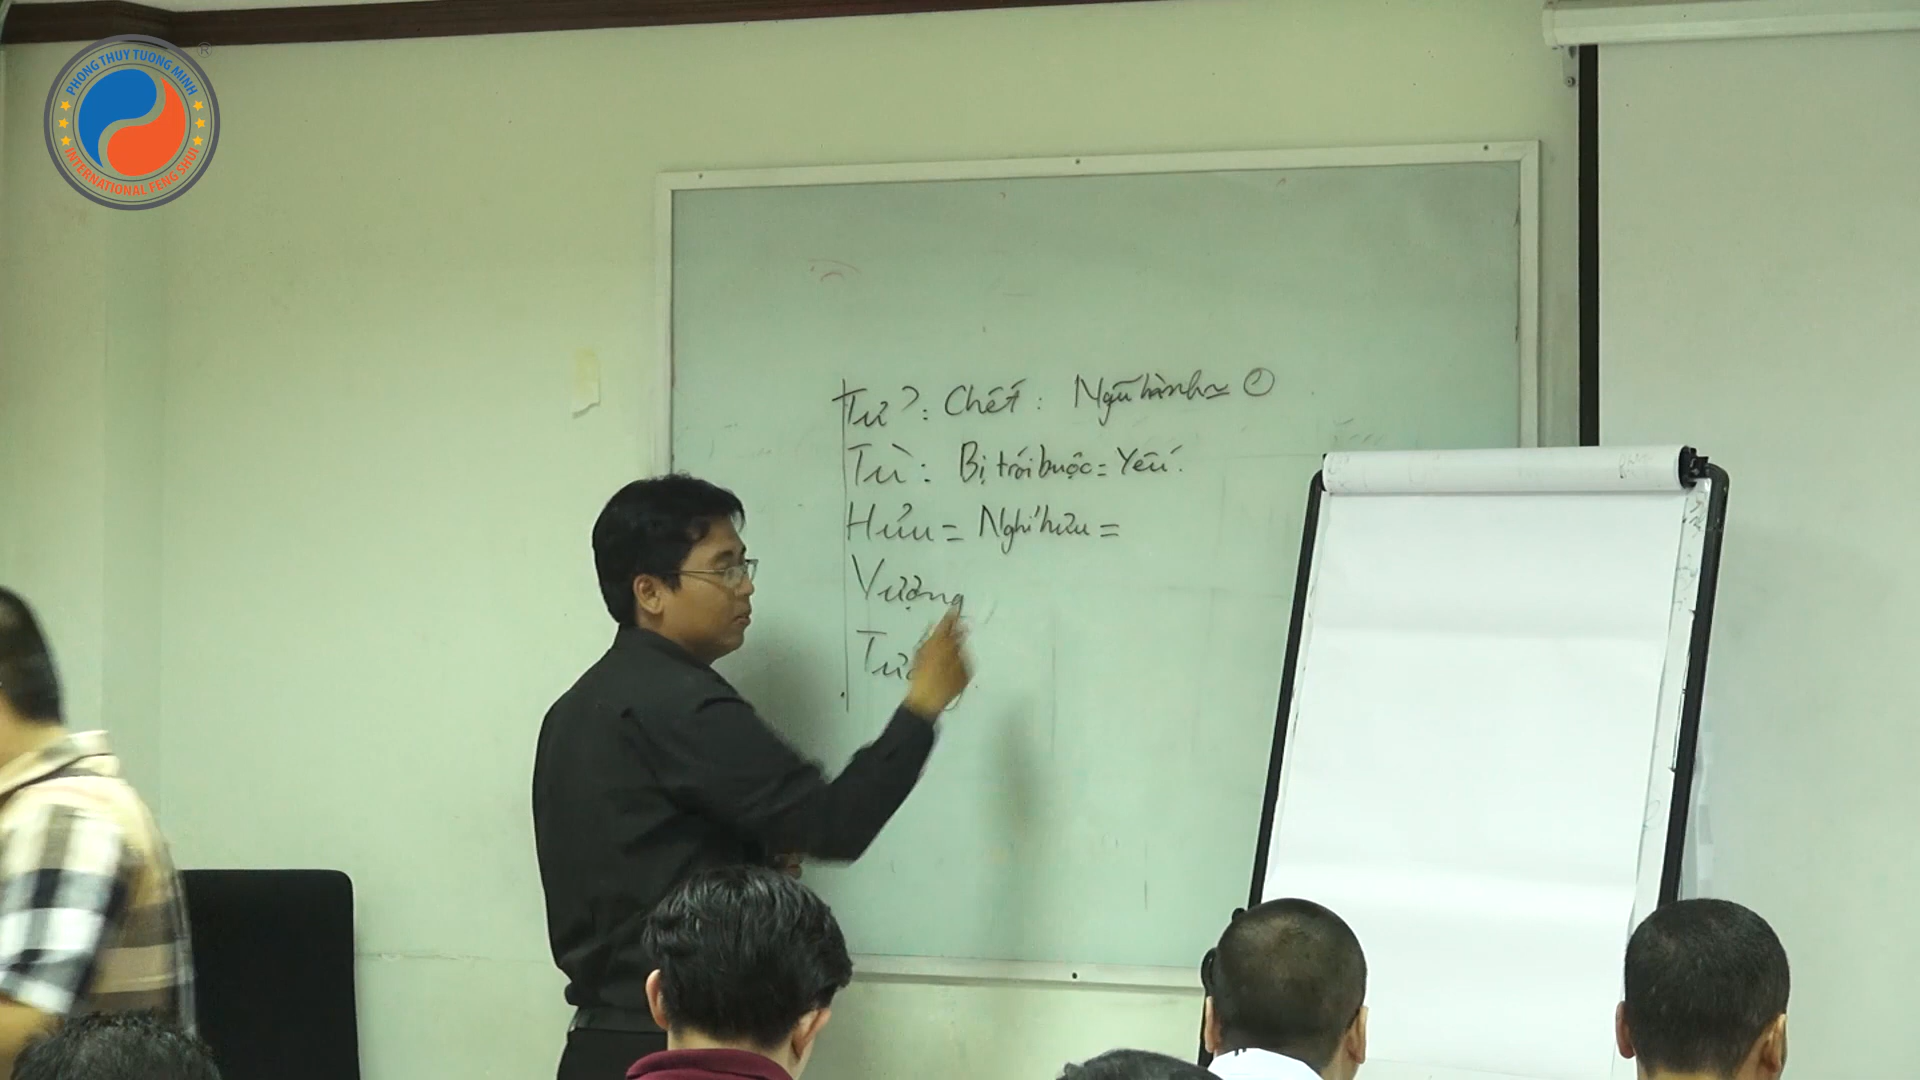 PHONG THUY TUONG MINH
INTERNATIONAL FENG SHUI
®
Tử: Chết: Ngũ hành
Tù: Bị trói buộc = Yếu.
Hưu = Nghỉ hưu =
Vượng